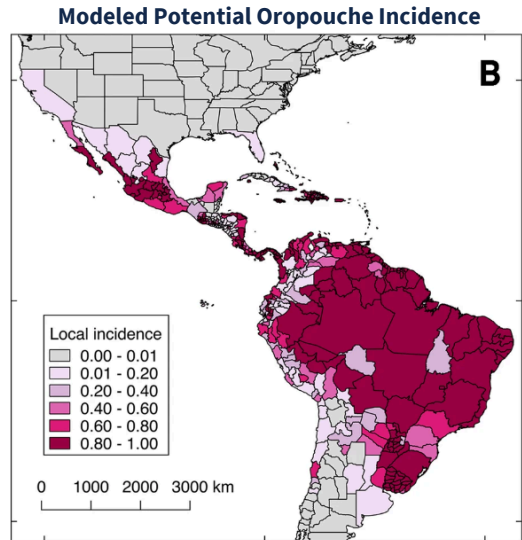 Modeled Potential Oropouche Incidence
B
Local incidence
0.00 - 0.01
0.01 - 0.20
0.20 - 0.40
0.40 - 0.60
0.60 - 0.80
0.80 - 1.00
0 1000 2000 3000 km